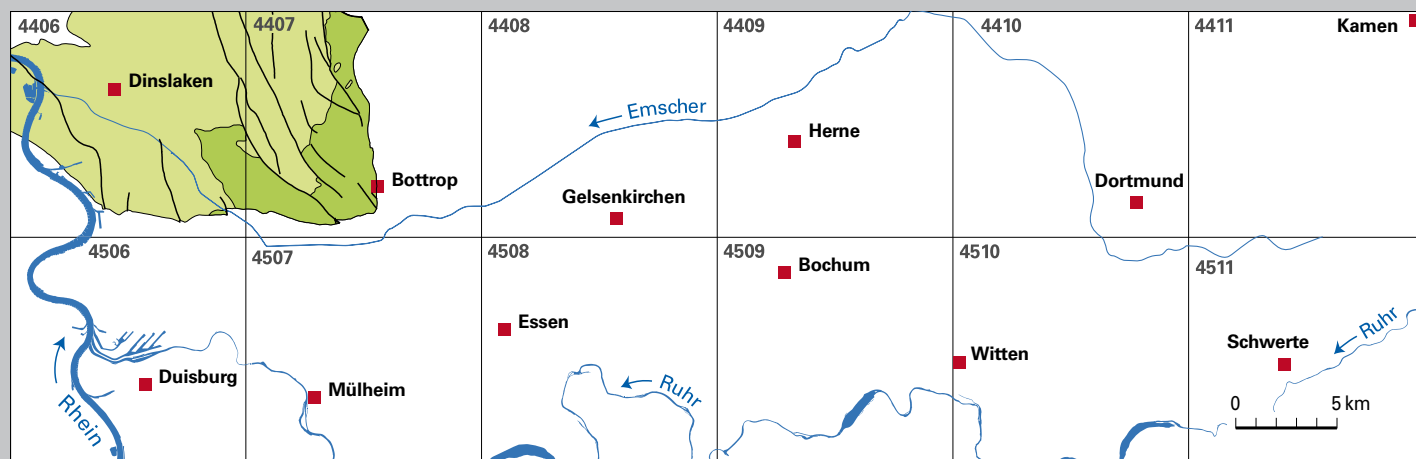 4406
4407
4408
4409
4410
4411
Kamen
Dinslaken
Emscher
Herne
Bottrop
Gelsenkirchen
Dortmund
4506
4507
4508
4509
4510
4511
Bochum
Essen
Ruhr
Schwerte
Witten
Duisburg
Mülheim
Ruhr
Rhein
0 5 km